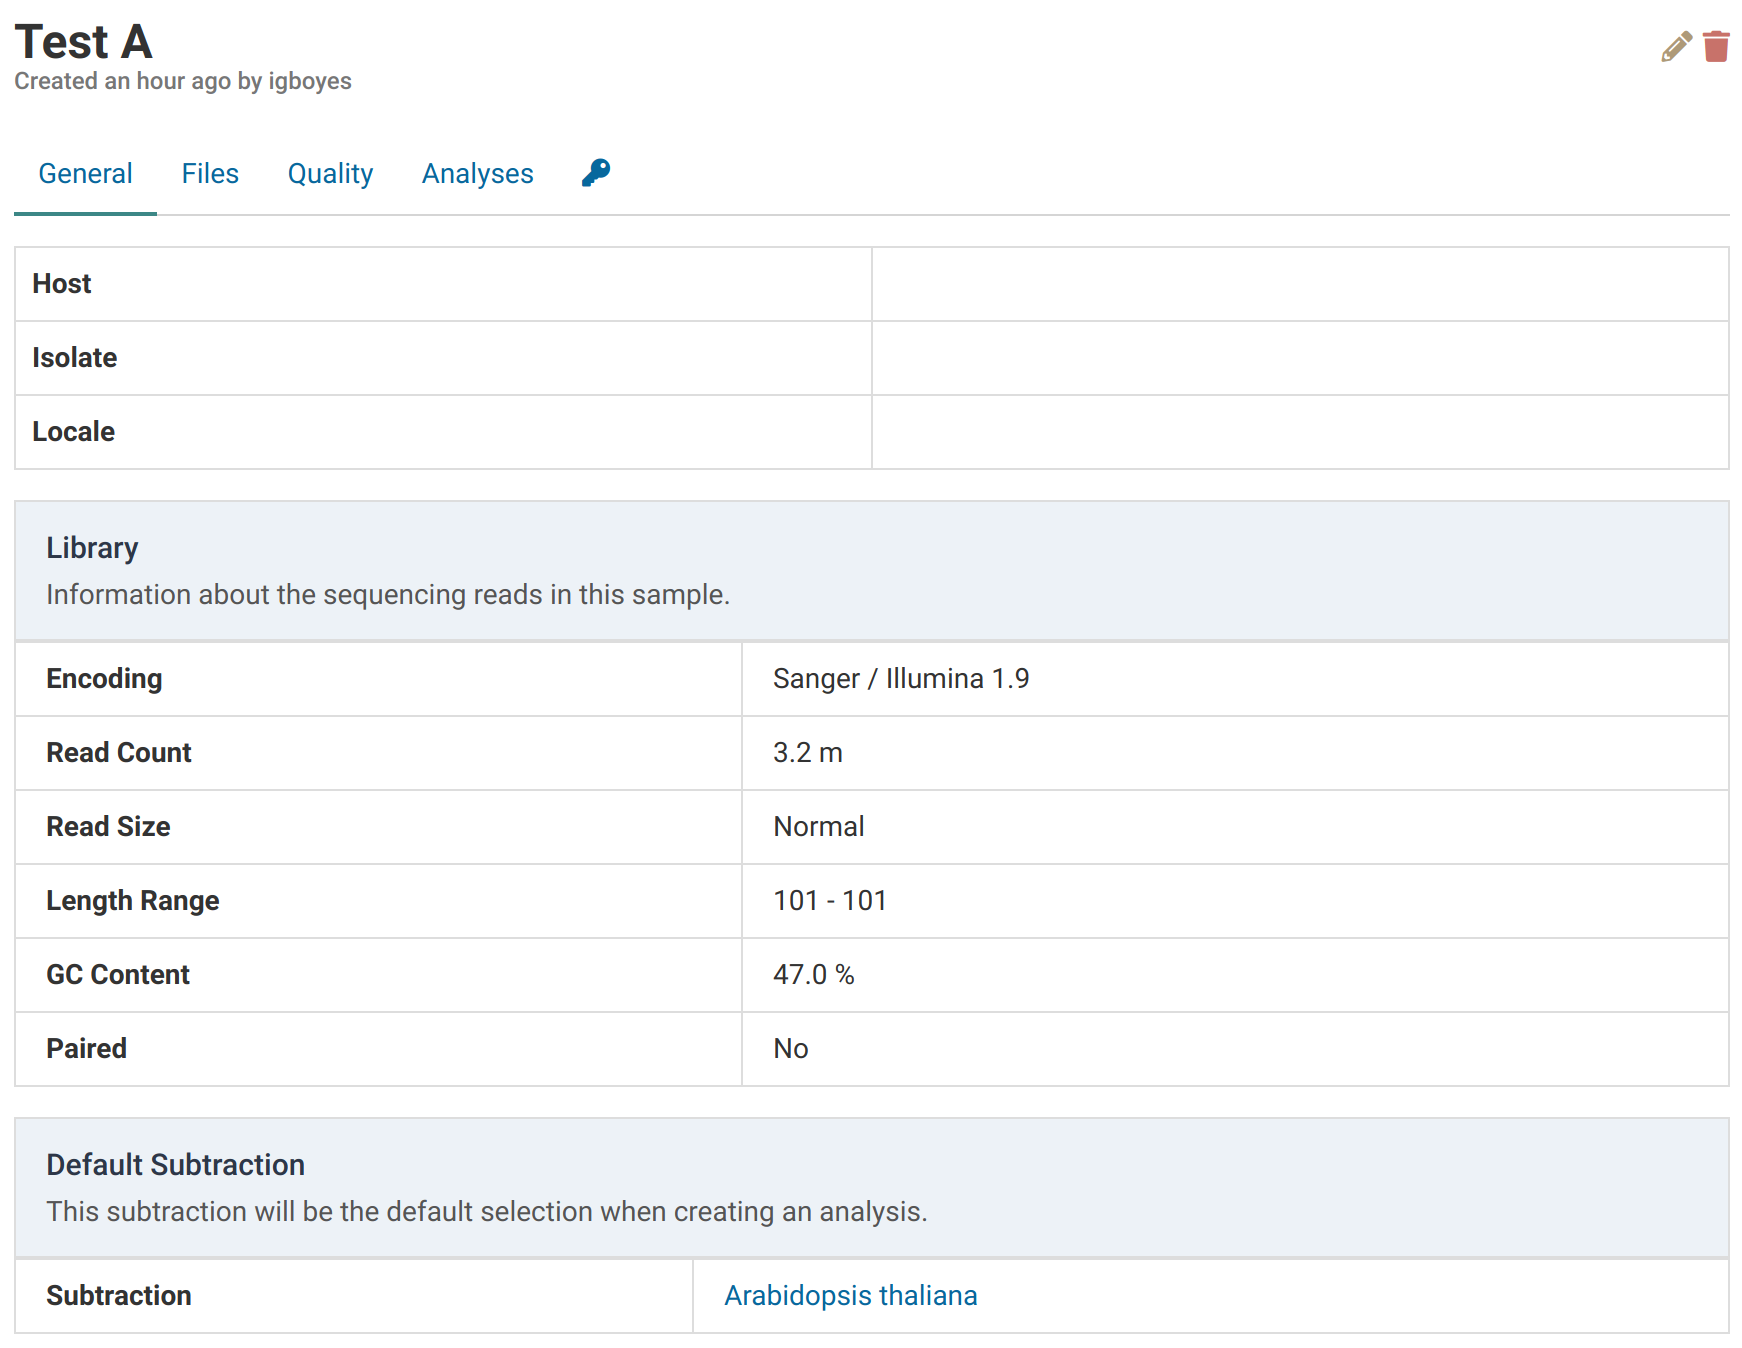 Test A
Created an hour ago by igboyes
General Files Quality Analyses
Host
Isolate
Locale
Library
Information about the sequencing reads in this sample.
Encoding Sanger / Illumina 1.9
Read Count 3.2 m
Read Size Normal
Length Range 101 - 101
GC Content 47.0 %
Paired No
Default Subtraction
This subtraction will be the default selection when creating an analysis.
Subtraction Arabidopsis thaliana